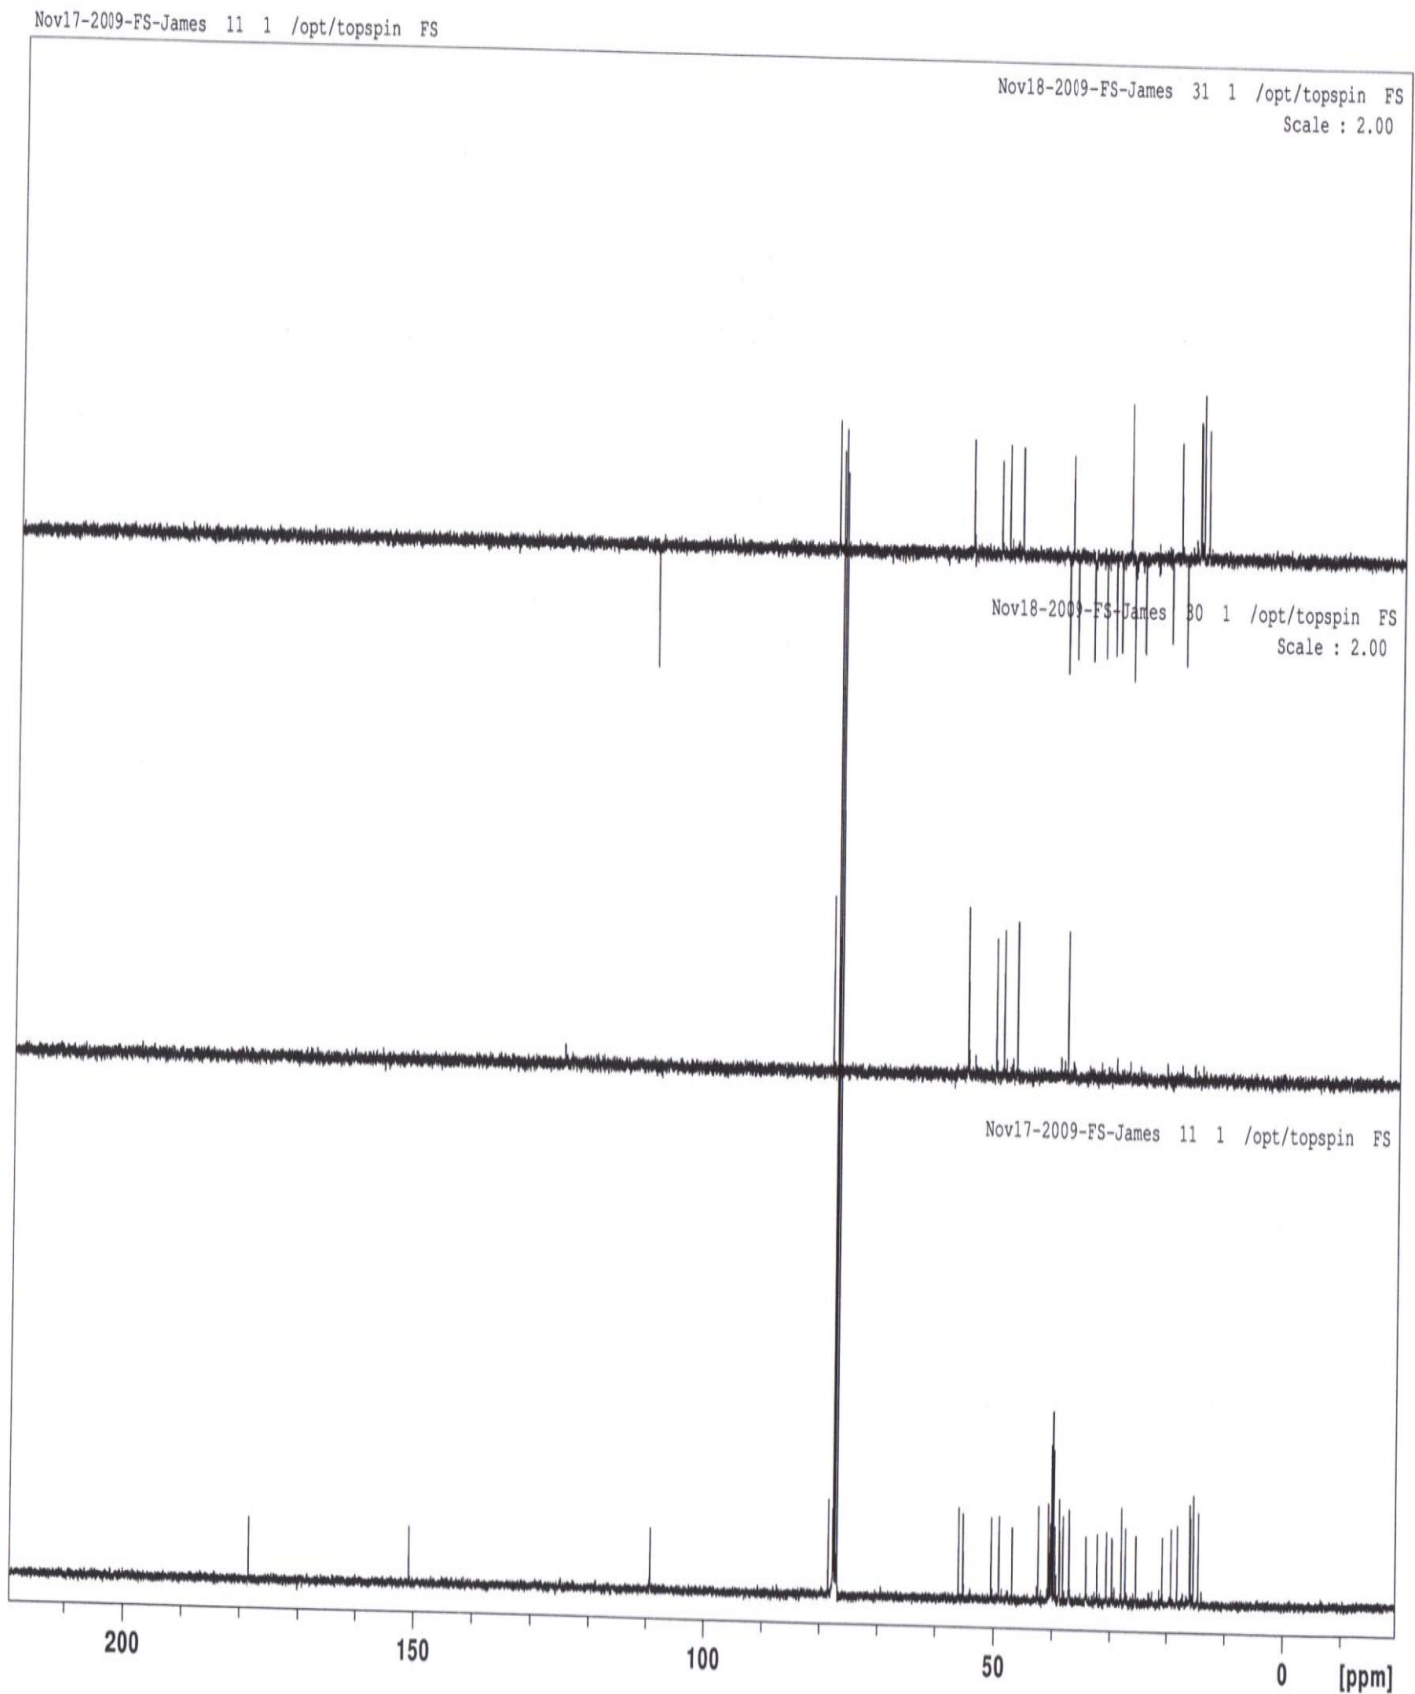 Nov17-2009-FS-James 11 1 /opt/topspin FS
Nov18-2009-FS-James 31 1 /opt/topspin FS
Scale : 2.00
Nov18-2009-FS-James 30 1 /opt/topspin FS
Scale : 2.00
Nov17-2009-FS-James 11 1 /opt/topspin FS
200 150 100 50 0 [ppm]